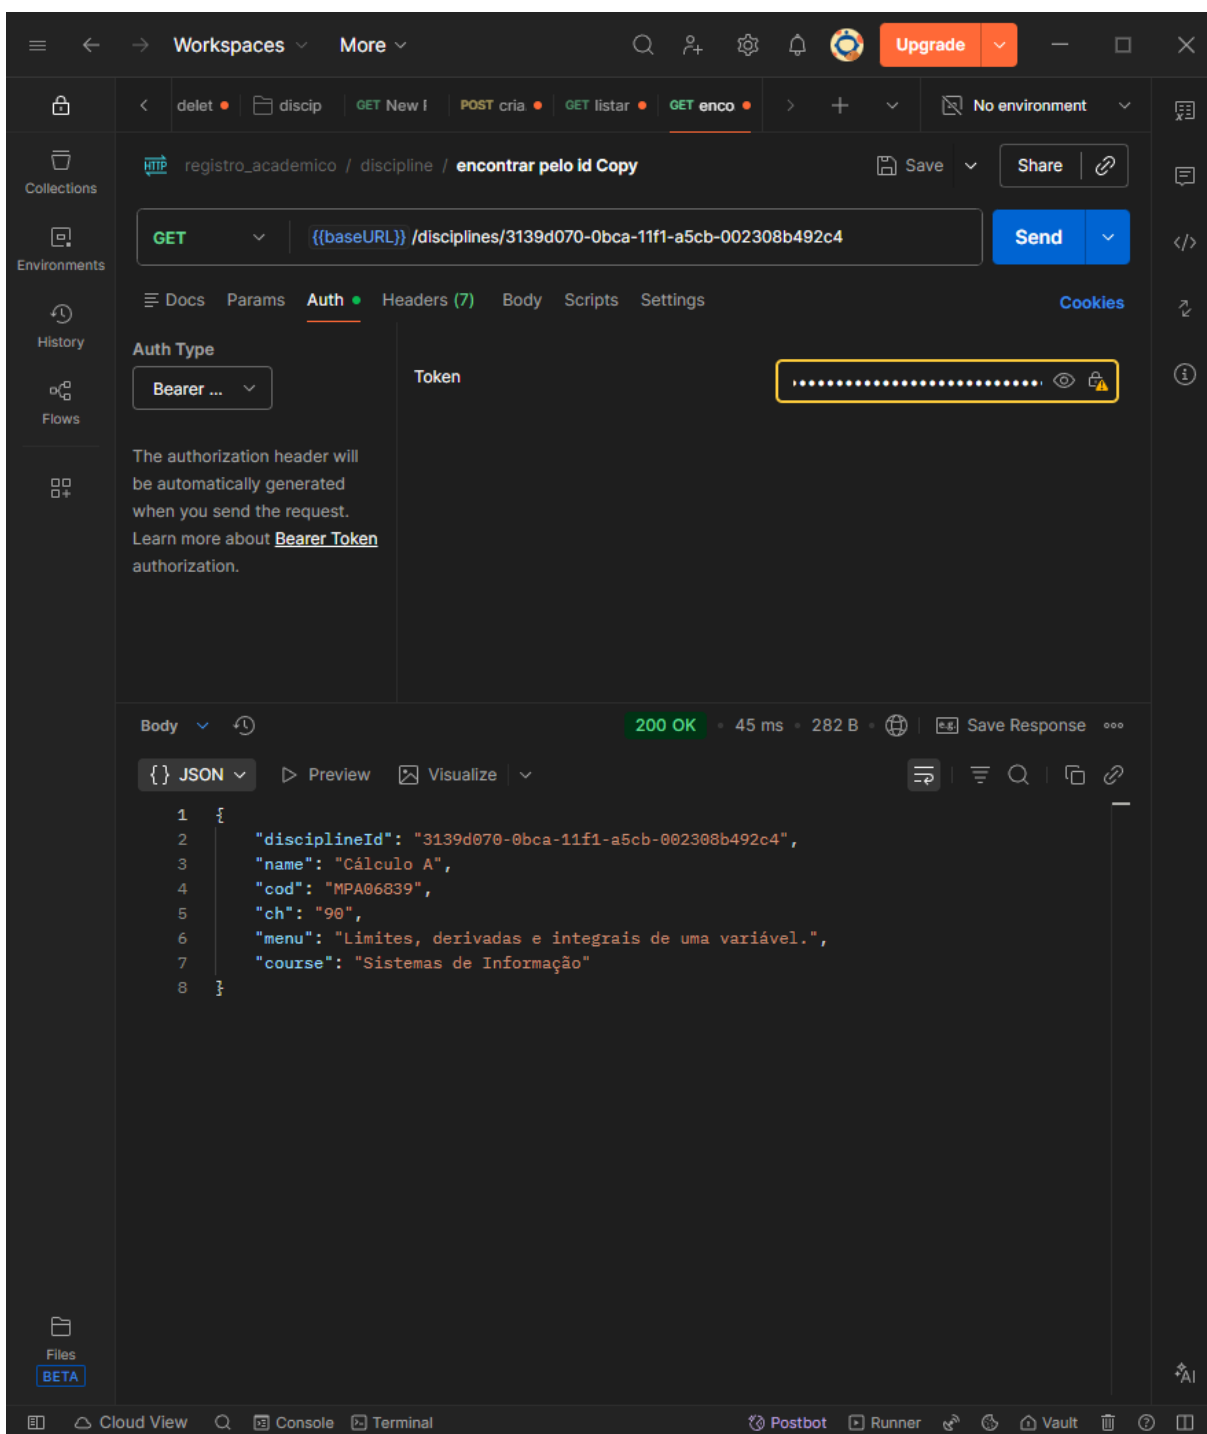 Workspaces More Upgrade
delet discip GET New POST cria GET listar GET enco No environment
HTTP registro_academico / discipline / encontrar pelo id Copy Save Share
Collections
GET {{baseURL}} /disciplines/3139d070-0bca-11f1-a5cb-002308b492c4 Send
Environments
Docs Params Auth Headers (7) Body Scripts Settings Cookies
History
Auth Type
Token
Bearer ...
Flows
The authorization header will
be automatically generated
when you send the request.
Learn more about Bearer Token
authorization.
Body 200 OK 45 ms 282 B e.g. Save Response
{} JSON Preview Visualize
1 {
2 "disciplineId": "3139d070-0bca-11f1-a5cb-002308b492c4",
3 "name": "Cálculo A",
4 "cod": "MPA06839",
5 "ch": "90",
6 "menu": "Limites, derivadas e integrais de uma variável.",
7 "course": "Sistemas de Informação"
8 }
Files
BETA
AI
Cloud View Console Terminal Postbot Runner Vault